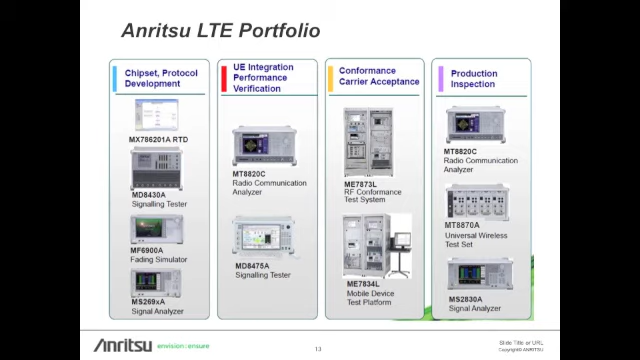 Anritsu LTE Portfolio
Chipset, Protocol
Development
MX786201A RTD
MD8430A
Signalling Tester
MF6900A
Fading Simulator
MS269xA
Signal Analyzer
UE Integration
Performance
Verification
MT8820C
Radio Communication
Analyzer
MD8475A
Signalling Tester
Conformance
Carrier Acceptance
ME7873L
RF Conformance
Test System
ME7834L
Mobile Device
Test Platform
Production
Inspection
MT8820C
Radio Communication
Analyzer
MT8870A
Universal Wireless
Test Set
MS2830A
Signal Analyzer
Anritsu envision : ensure
13
Slide Title or URL
Copyright© ANRITSU